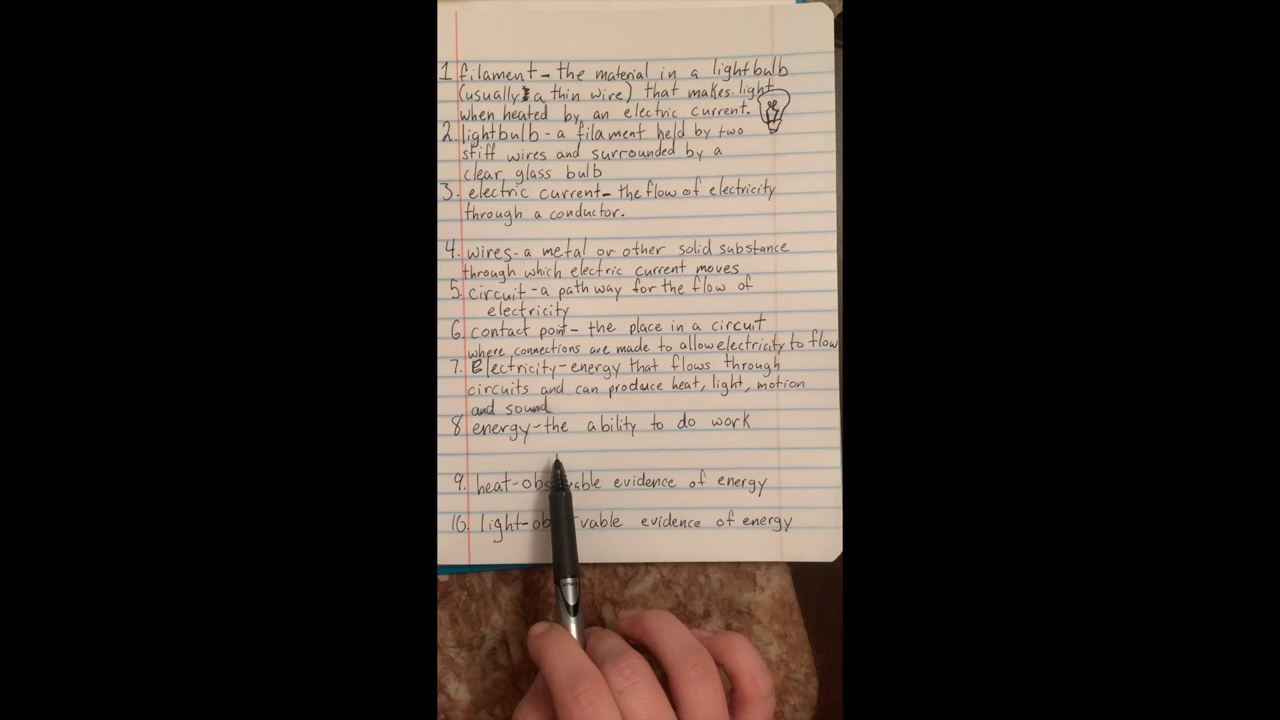 1 filament - the material in a lightbulb
(usually a thin wire) that makes light
when heated by an electric current.
2. lightbulb - a filament held by two
stiff wires and surrounded by a
clear glass bulb
3. electric current - the flow of electricity
through a conductor.
4. wires - a metal or other solid substance
through which electric current moves
5. circuit - a path way for the flow of
electricity
6. contact point - the place in a circuit
where connections are made to allow electricity to flow
7. Electricity - energy that flows through
circuits and can produce heat, light, motion
and sound
8 energy - the ability to do work
9. heat - evidence of energy
10. light - evidence of energy